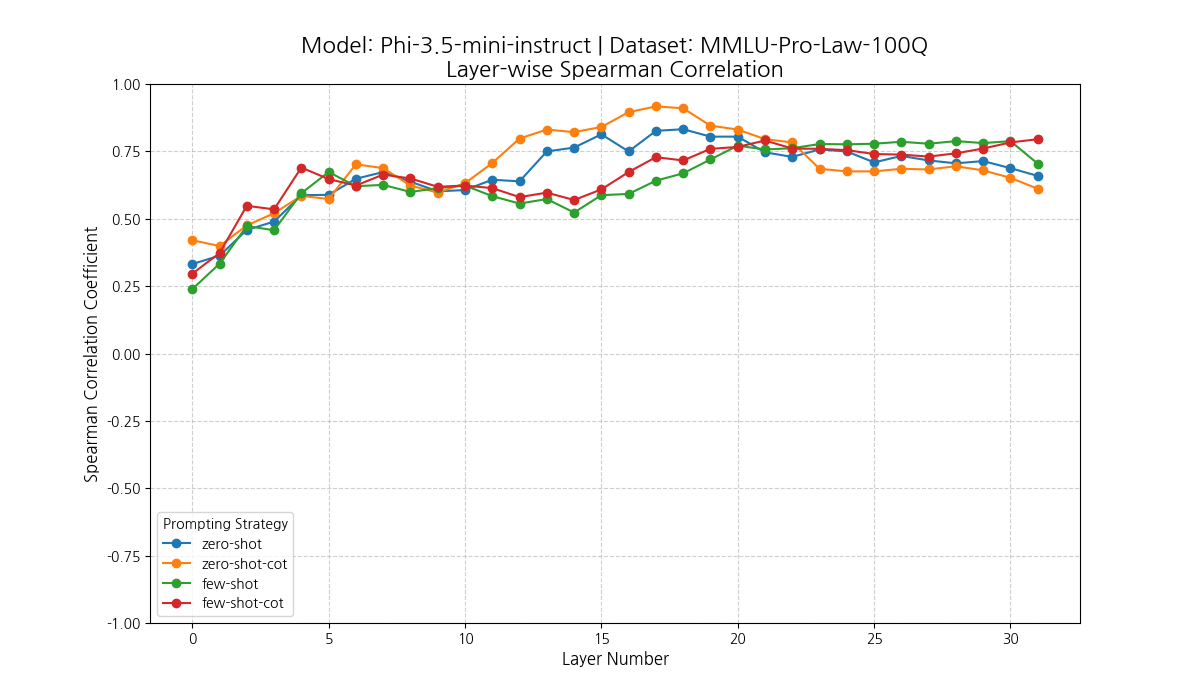 Model: Phi-3.5-mini-instruct | Dataset: MMLU-Pro-Law-100Q
Layer-wise Spearman Correlation
Spearman Correlation Coefficient
1.00
0.75
0.50
0.25
0.00
-0.25
-0.50
-0.75
-1.00
Prompting Strategy
zero-shot
zero-shot-cot
few-shot
few-shot-cot
0 5 10 15 20 25 30
Layer Number